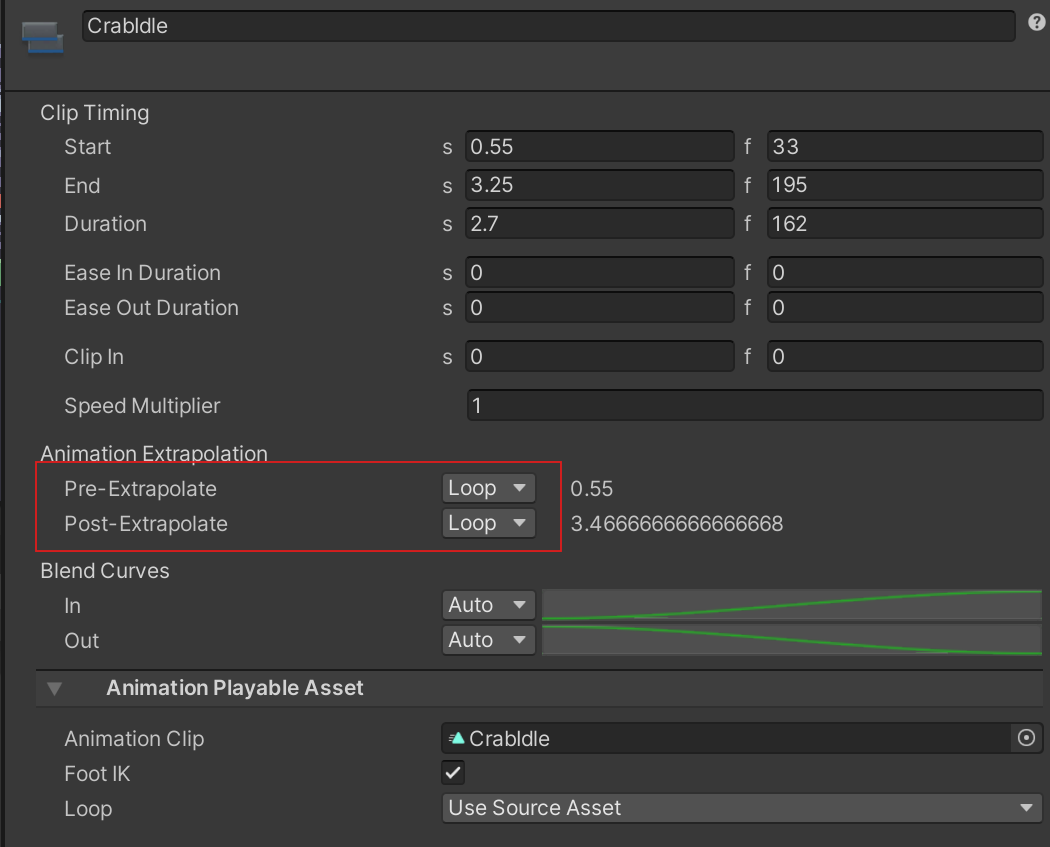 CrabIdle
Clip Timing
Start s 0.55 f 33
End s 3.25 f 195
Duration s 2.7 f 162
Ease In Duration s 0 f 0
Ease Out Duration s 0 f 0
Clip In s 0 f 0
Speed Multiplier 1
Animation Extrapolation
Pre-Extrapolate Loop 0.55
Post-Extrapolate Loop 3.4666666666666668
Blend Curves
In Auto
Out Auto
Animation Playable Asset
Animation Clip CrabIdle
Foot IK
Loop Use Source Asset